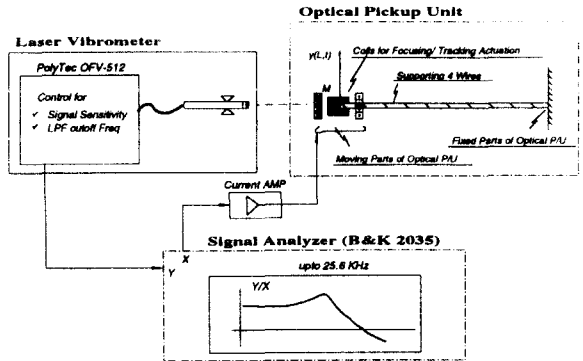 Optical Pickup Unit
Laser Vibrometer
PolyTec OFV-512
Control for
✓ Signal Sensitivity
✓ LPF cutoff Freq
y(L,t)
Coils for Focusing/ Tracking Actuation
M
Supporting 4 Wires
Fixed Parts of Optical P/U
Moving Parts of Optical P/U
Current AMP
X
Y
Signal Analyzer (B&K 2035)
upto 25.6 KHz
Y/X